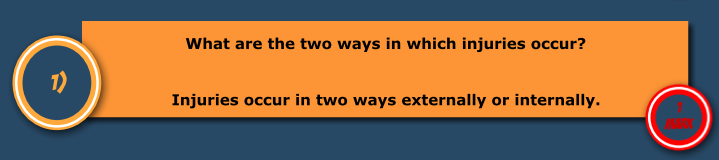 What are the two ways in which injuries occur?
1)
Injuries occur in two ways externally or internally.
1
MARK